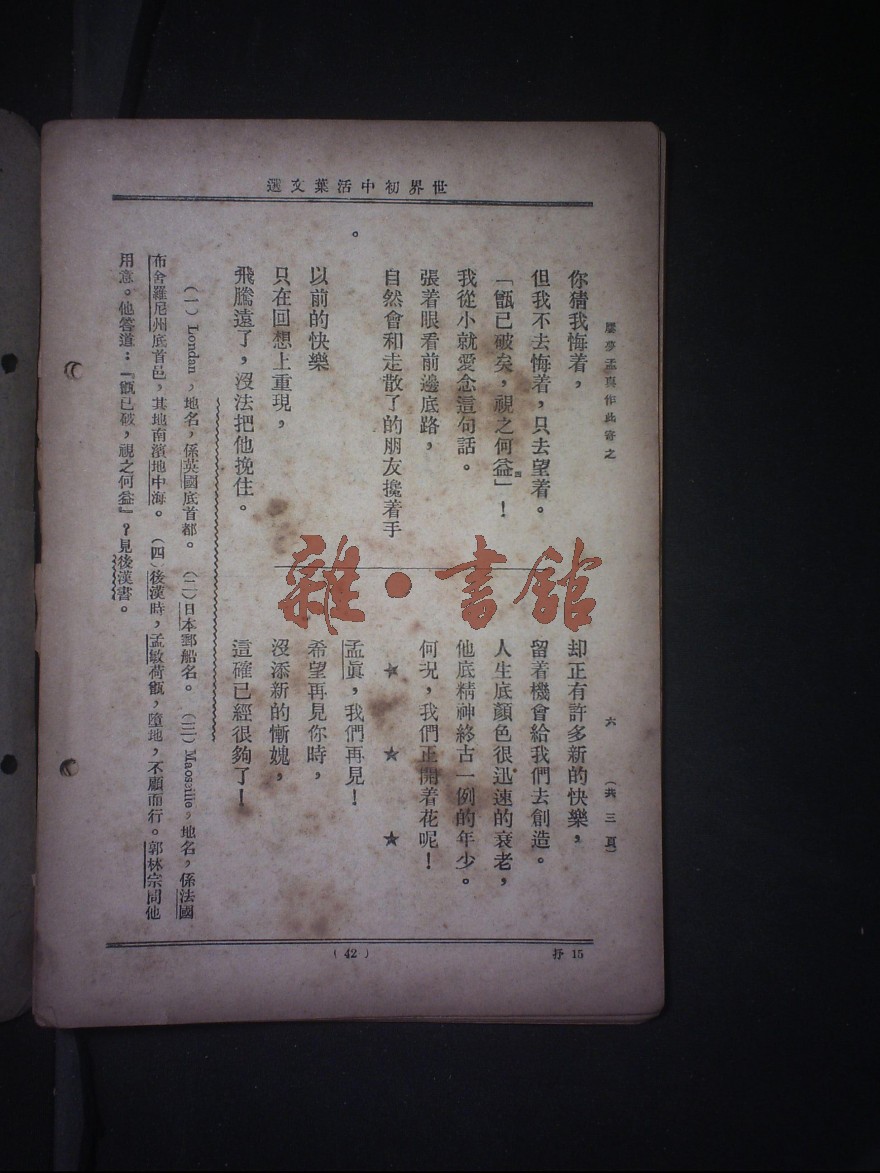 世界初中活葉文選
屢夢孟真作此寄之
六
(共三頁)
你猜我悔着，
但我不去悔着，只去望着。
「甑已破矣，視之何益」四！
我從小就愛念這句話。
張着眼看前邊底路，
自然會和走散了的朋友攙着手
。
以前的快樂
只在回想上重現，
飛騰遠了，沒法把他挽住。
却正有許多新的快樂，
留着機會給我們去創造。
人生底顏色很迅速的衰老，
他底精神終古一例的年少。
何况，我們正開着花呢！
★　★　★
孟眞，我們再見！
希望再見你時，
沒添新的慚媿，
這確已經很夠了！
（一）Londan，地名，係英國底首都。（二）日本郵船名。（三）Maosailie，地名，係法國
布舍羅尼州底首邑，其地南濱地中海。（四）後漢時，孟敏荷甑，墮地，不顧而行。郭林宗問他
用意。他答道：『甑已破，視之何益』？見後漢書。
抒 15
(42)
雜·書館